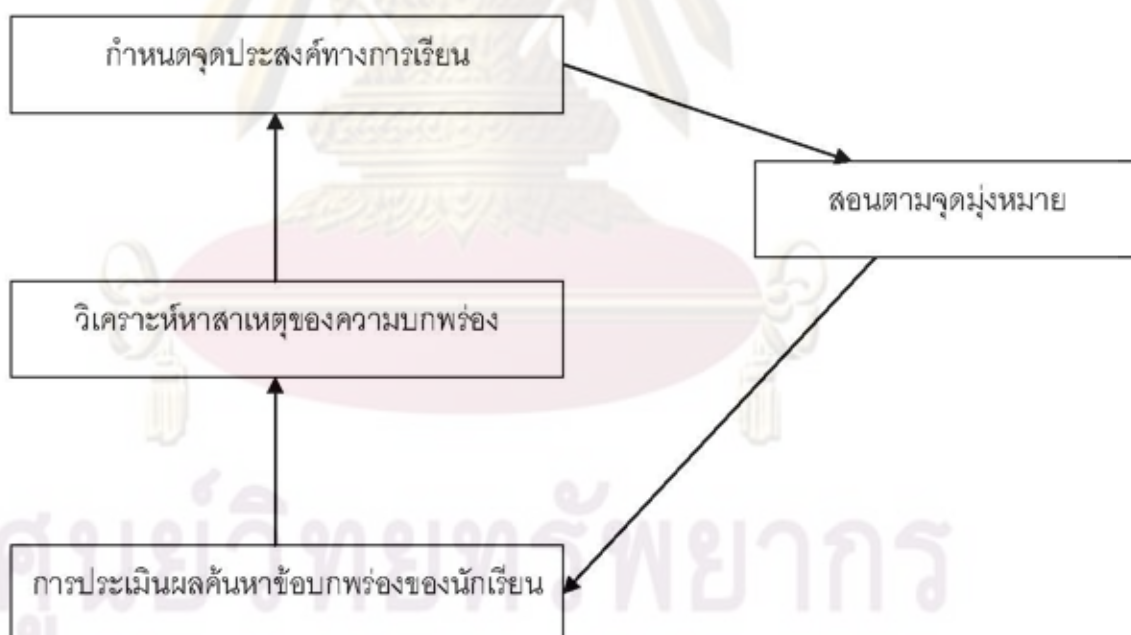 กำหนดจุดประสงค์ทางการเรียน
สอนตามจุดมุ่งหมาย
วิเคราะห์หาสาเหตุของความบกพร่อง
ศูนย์วิทยทรัพยากร
การประเมินผลค้นหาข้อบกพร่องของนักเรียน